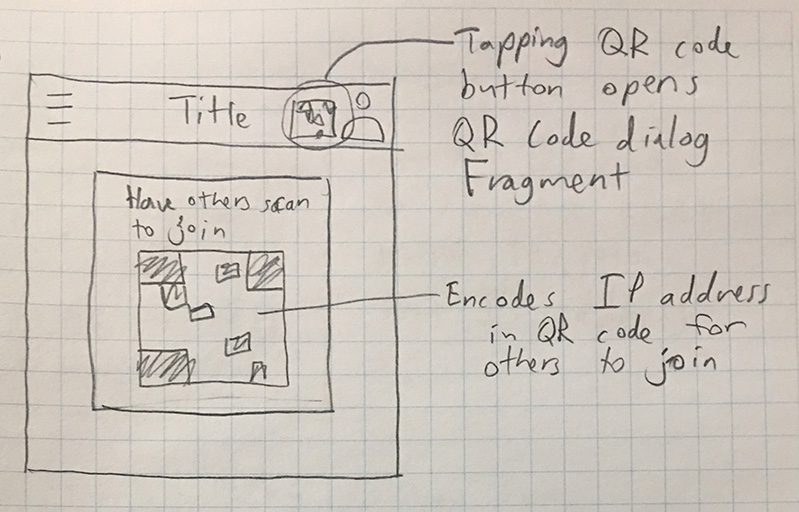 Tapping QR code
button opens
QR Code dialog
Fragment
Title
Have others scan
to join
Encodes IP address
in QR code for
others to join